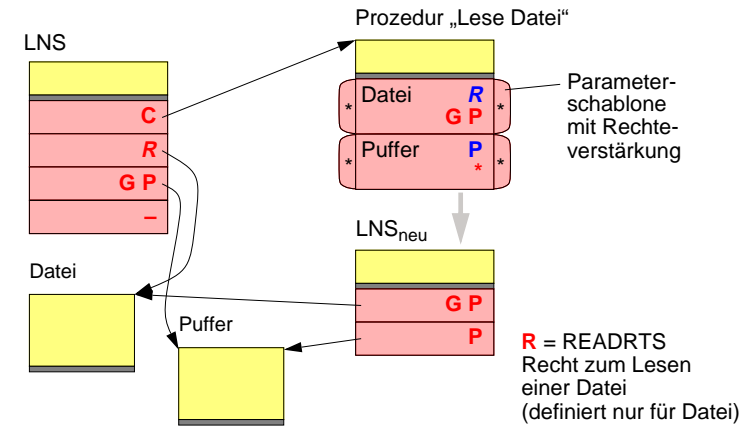 Prozedur „Lese Datei“
LNS
C
R
G P
–
* Datei R *
G P
* Puffer P *
*
Parameter-
schablone
mit Rechte-
verstärkung
LNSneu
G P
P
Datei
Puffer
R = READRTS
Recht zum Lesen
einer Datei
(definiert nur für Datei)